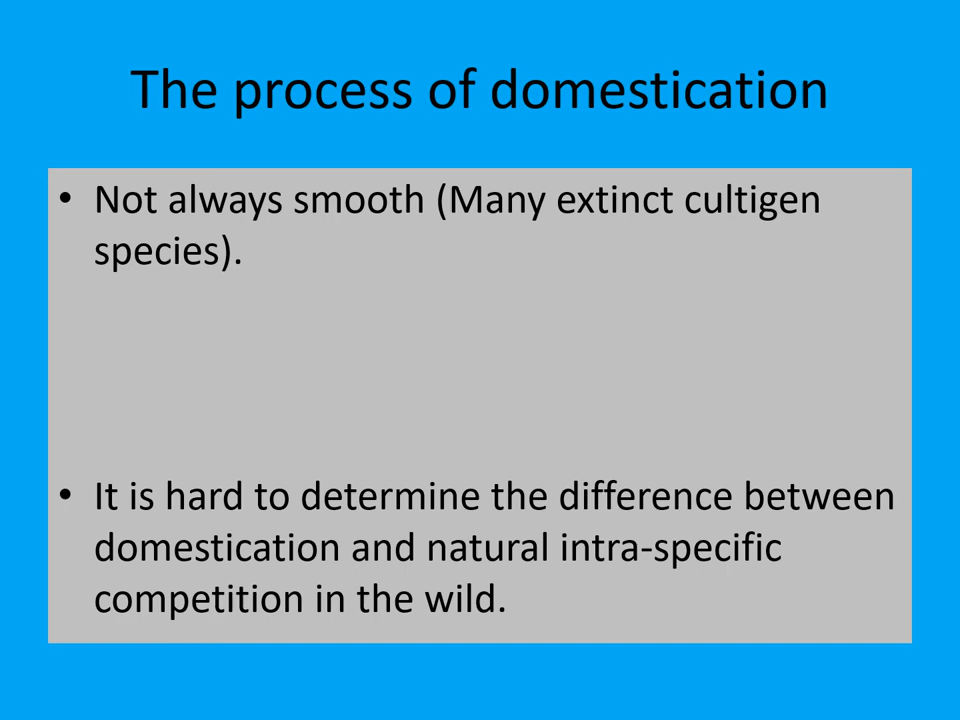 The process of domestication
• Not always smooth (Many extinct cultigen
species).
• It is hard to determine the difference between
domestication and natural intra-specific
competition in the wild.